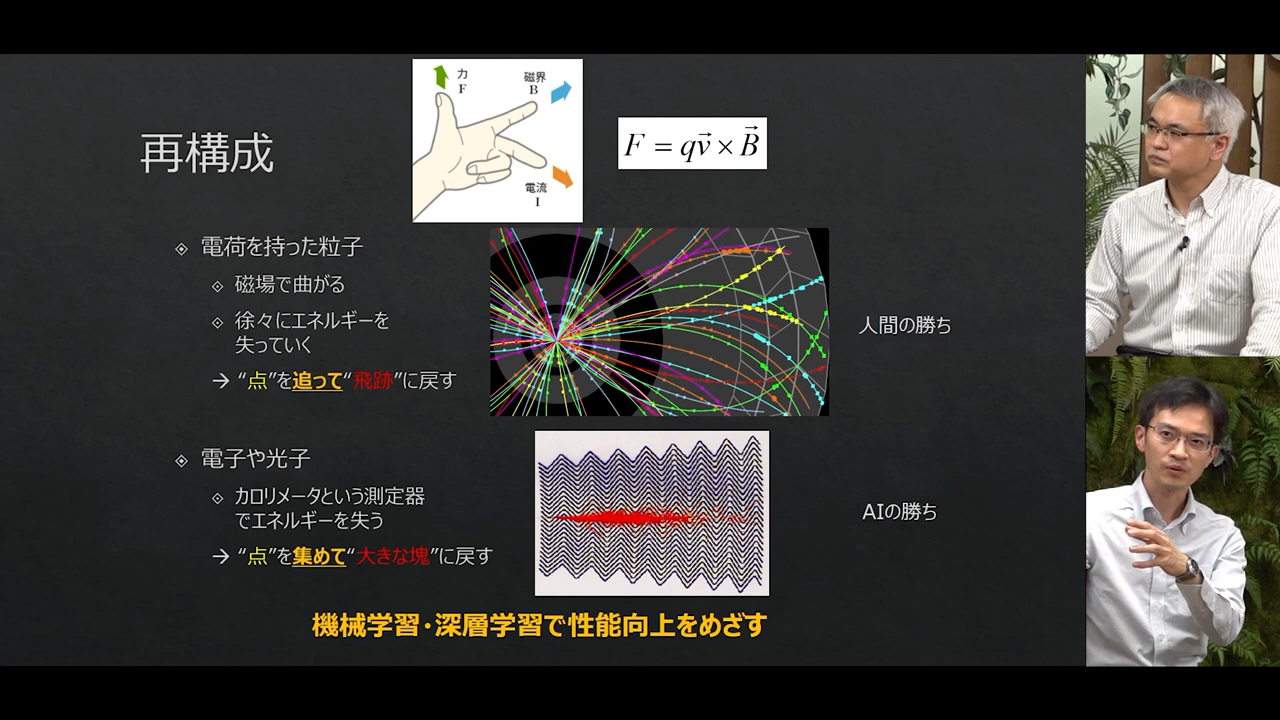 力
F
磁界
B
電流
I
F = qv⃗ × B⃗
再構成
電荷を持った粒子
磁場で曲がる
徐々にエネルギーを
失っていく
→ “点”を追って“飛跡”に戻す
人間の勝ち
電子や光子
カロリメータという測定器
でエネルギーを失う
→ “点”を集めて“大きな塊”に戻す
AIの勝ち
機械学習・深層学習で性能向上をめざす